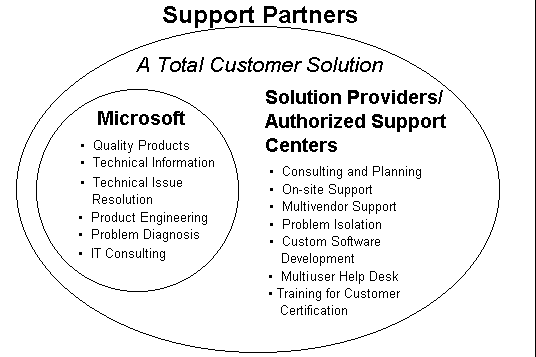 Support Partners
A Total Customer Solution
Microsoft
• Quality Products
• Technical Information
• Technical Issue
Resolution
• Product Engineering
• Problem Diagnosis
• IT Consulting
Solution Providers/
Authorized Support
Centers
• Consulting and Planning
• On-site Support
• Multivendor Support
• Problem Isolation
• Custom Software
Development
• Multiuser Help Desk
• Training for Customer
Certification